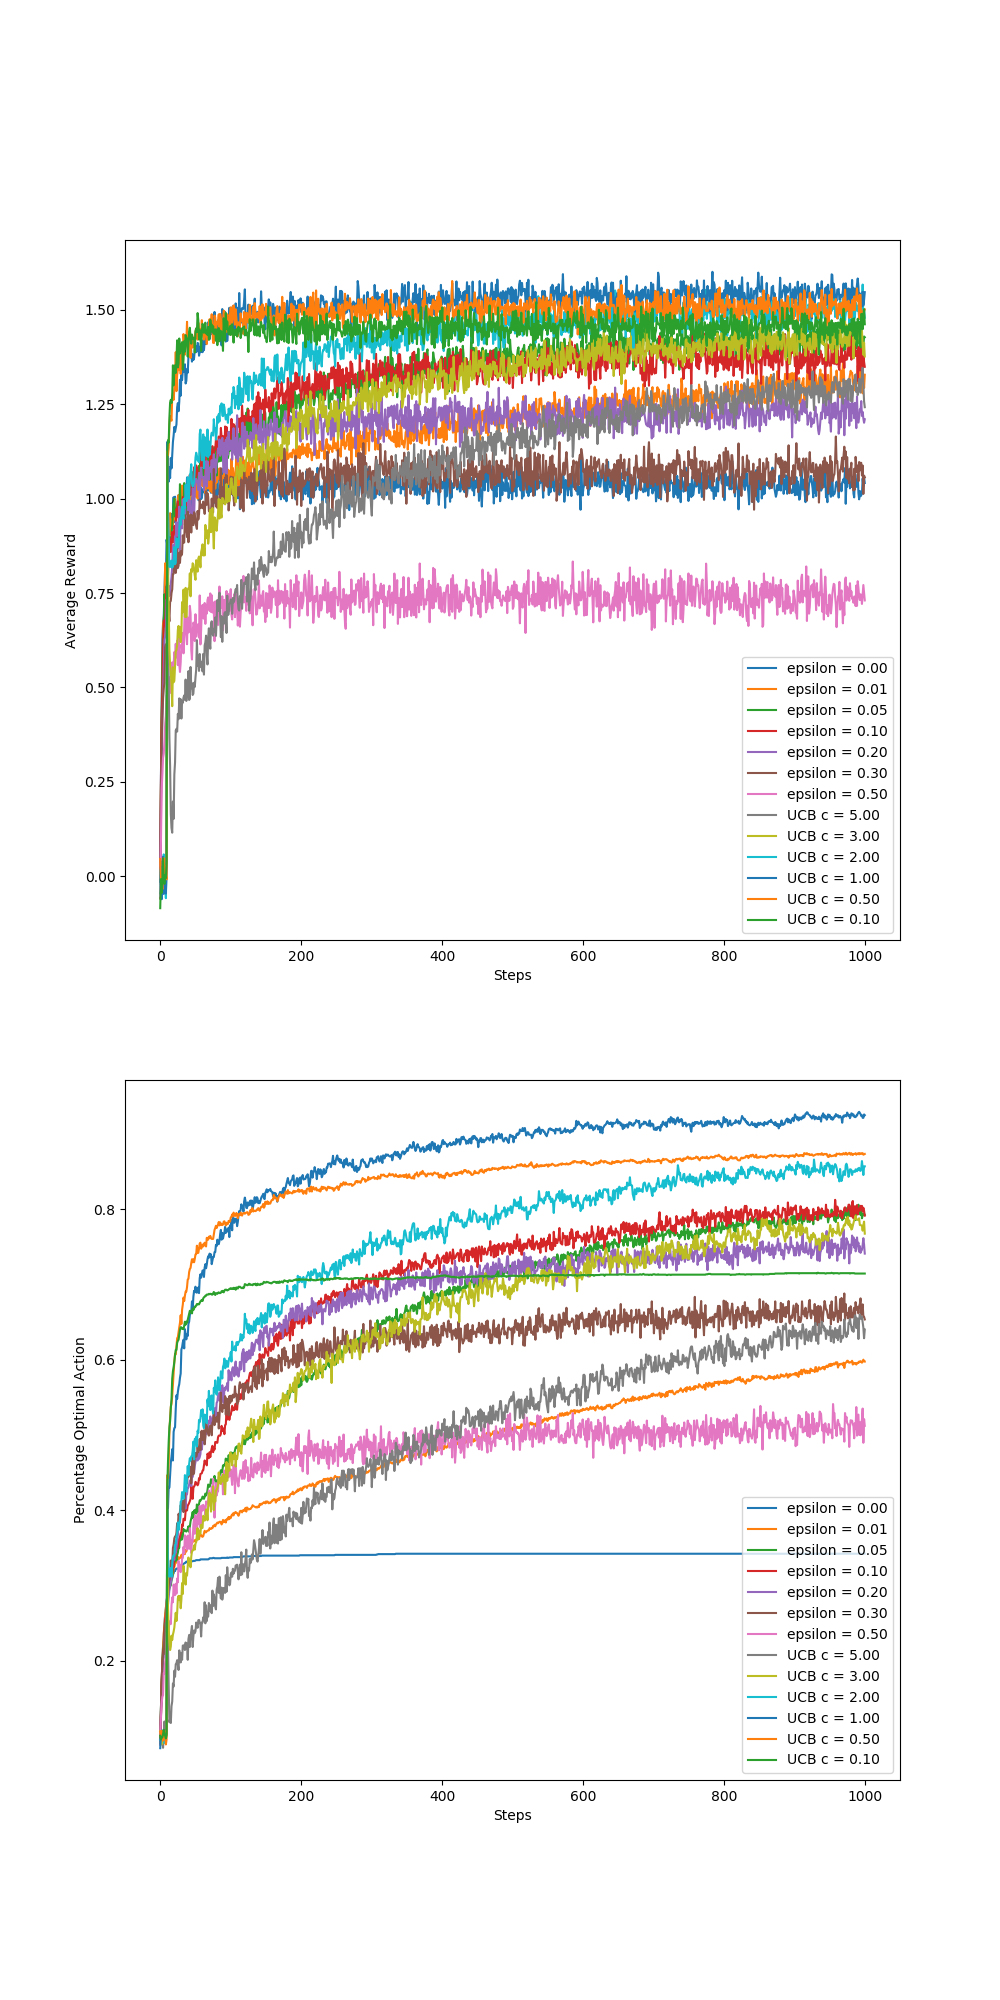 1.50
1.25
1.00
0.75
0.50
0.25
0.00
Average Reward
epsilon = 0.00
epsilon = 0.01
epsilon = 0.05
epsilon = 0.10
epsilon = 0.20
epsilon = 0.30
epsilon = 0.50
UCB c = 5.00
UCB c = 3.00
UCB c = 2.00
UCB c = 1.00
UCB c = 0.50
UCB c = 0.10
0 200 400 600 800 1000
Steps
0.8
0.6
0.4
0.2
Percentage Optimal Action
epsilon = 0.00
epsilon = 0.01
epsilon = 0.05
epsilon = 0.10
epsilon = 0.20
epsilon = 0.30
epsilon = 0.50
UCB c = 5.00
UCB c = 3.00
UCB c = 2.00
UCB c = 1.00
UCB c = 0.50
UCB c = 0.10
0 200 400 600 800 1000
Steps